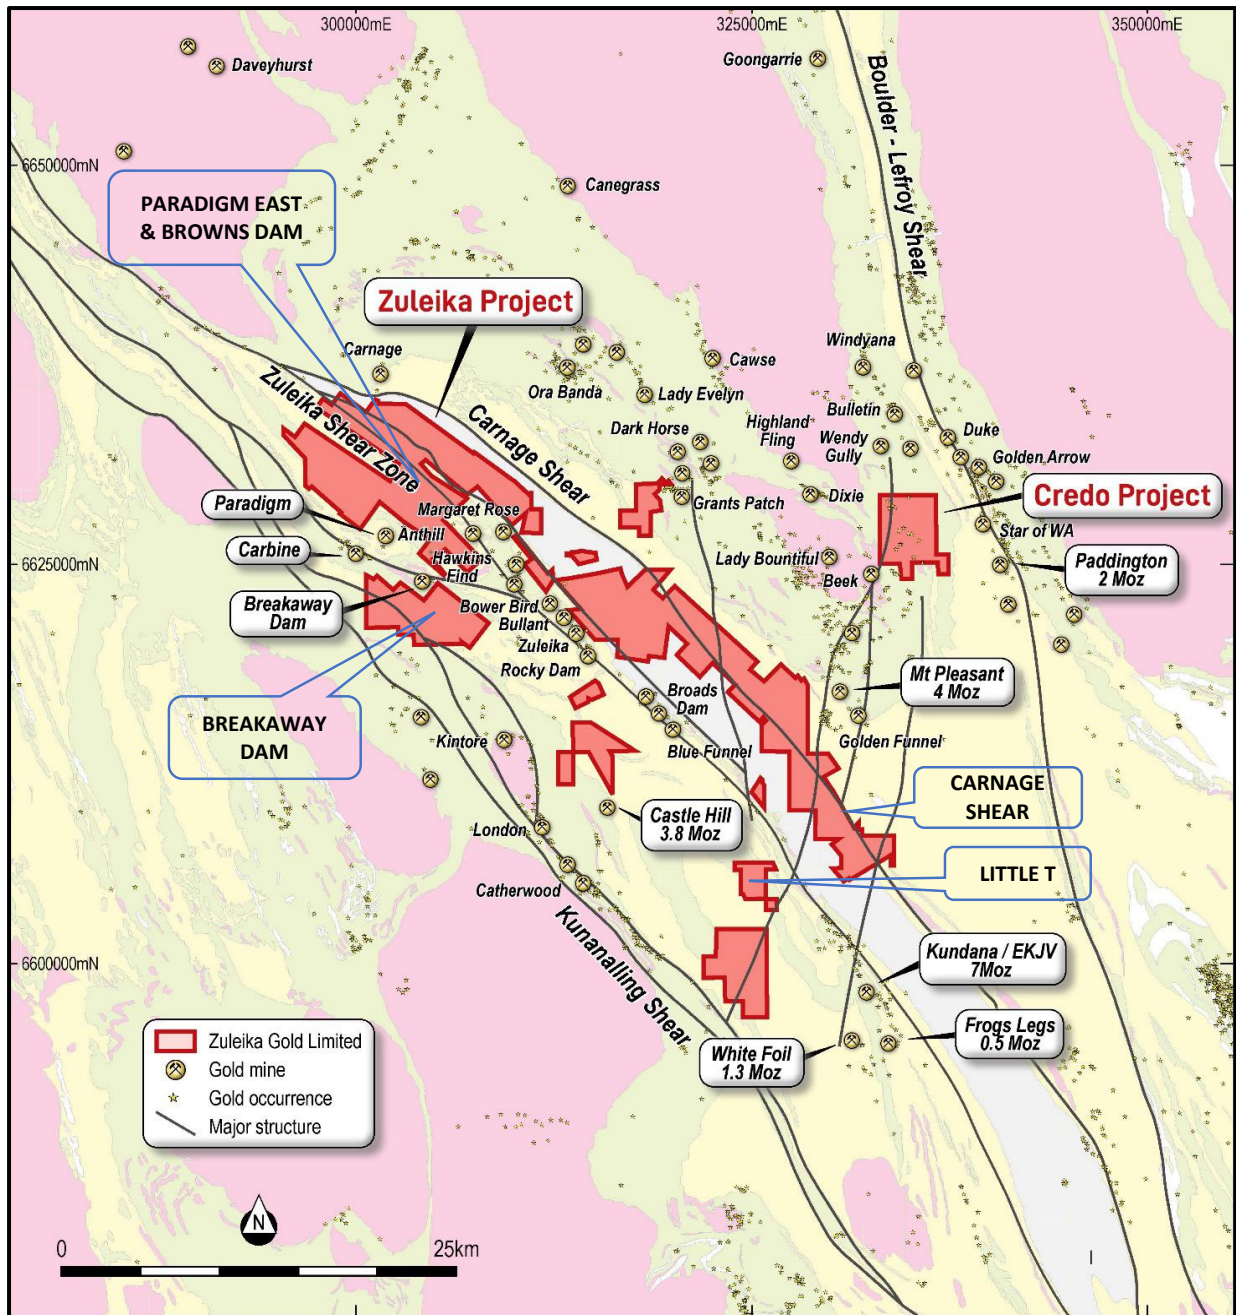 300000mE
325000mE
350000mE
Daveyhurst
Goongarrie
Boulder - Lefroy Shear
6650000mN
Canegrass
PARADIGM EAST
& BROWNS DAM
Zuleika Project
Carnage
Windyana
Cawse
Ora Banda
Lady Evelyn
Zuleika Shear Zone
Carnage Shear
Bulletin
Dark Horse
Highland
Fling
Wendy
Gully
Duke
Golden Arrow
Paradigm
Margaret Rose
Grants Patch
Dixie
Credo Project
Anthill
Star of WA
Carbine
Hawkins
Find
Lady Bountiful
6625000mN
Beek
Paddington
2 Moz
Breakaway
Dam
Bower Bird
Bullant
Zuleika
Rocky Dam
Mt Pleasant
4 Moz
Broads
Dam
BREAKAWAY
DAM
Kintore
Blue Funnel
Golden Funnel
CARNAGE
SHEAR
Castle Hill
3.8 Moz
London
LITTLE T
Catherwood
Kunanalling Shear
Kundana / EKJV
7Moz
6600000mN
Frogs Legs
0.5 Moz
White Foil
1.3 Moz
Zuleika Gold Limited
Gold mine
Gold occurrence
Major structure
N
0
25km